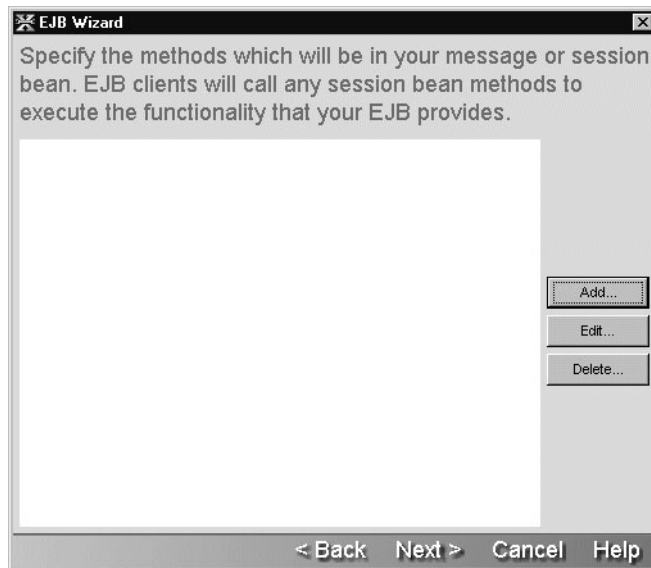 EJB Wizard
Specify the methods which will be in your message or session
bean. EJB clients will call any session bean methods to
execute the functionality that your EJB provides.
Add...
Edit...
Delete...
< Back Next > Cancel Help